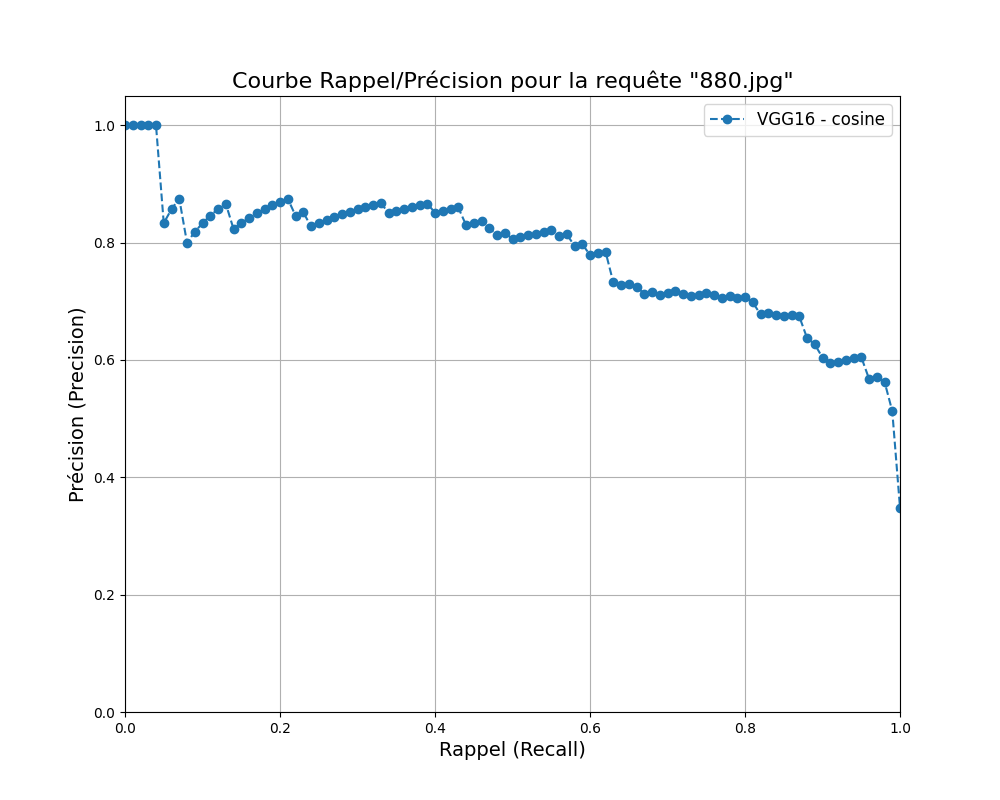 Courbe Rappel/Précision pour la requête "880.jpg"
VGG16 - cosine
Précision (Precision)
1.0
0.8
0.6
0.4
0.2
0.0
0.0 0.2 0.4 0.6 0.8 1.0
Rappel (Recall)